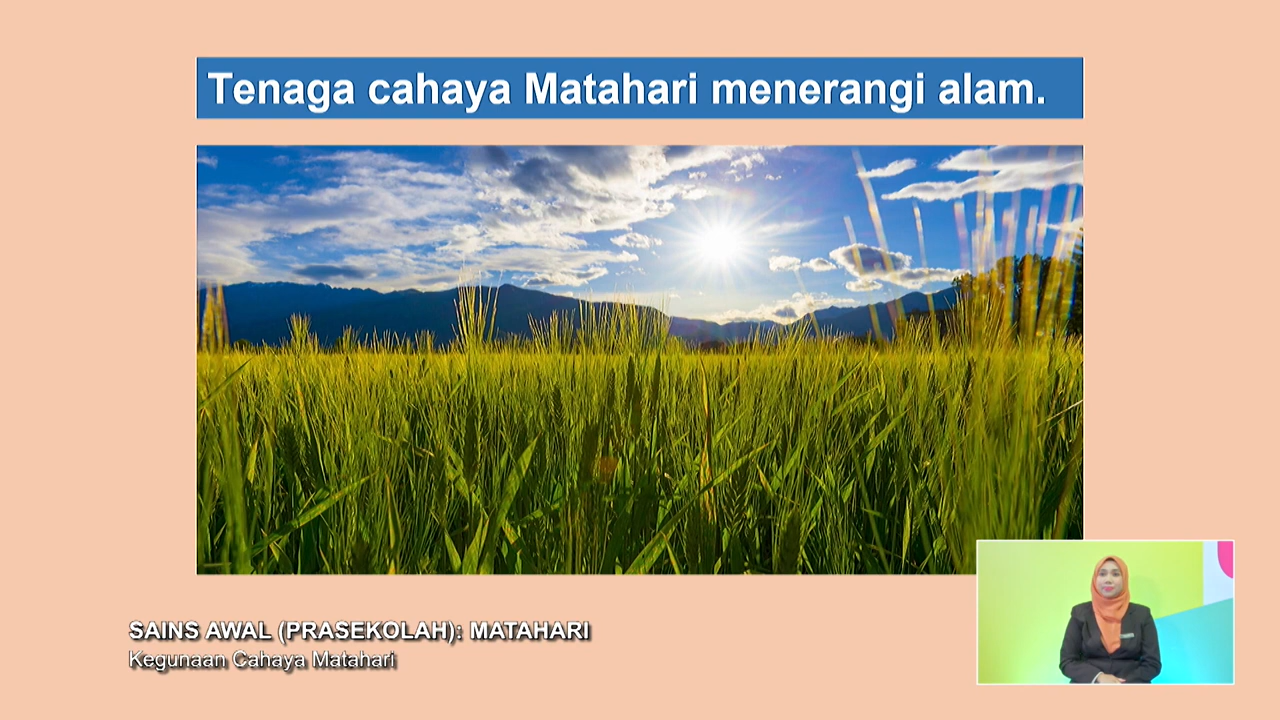 Tenaga cahaya Matahari menerangi alam.
SAINS AWAL (PRASEKOLAH): MATAHARI
Kegunaan Cahaya Matahari